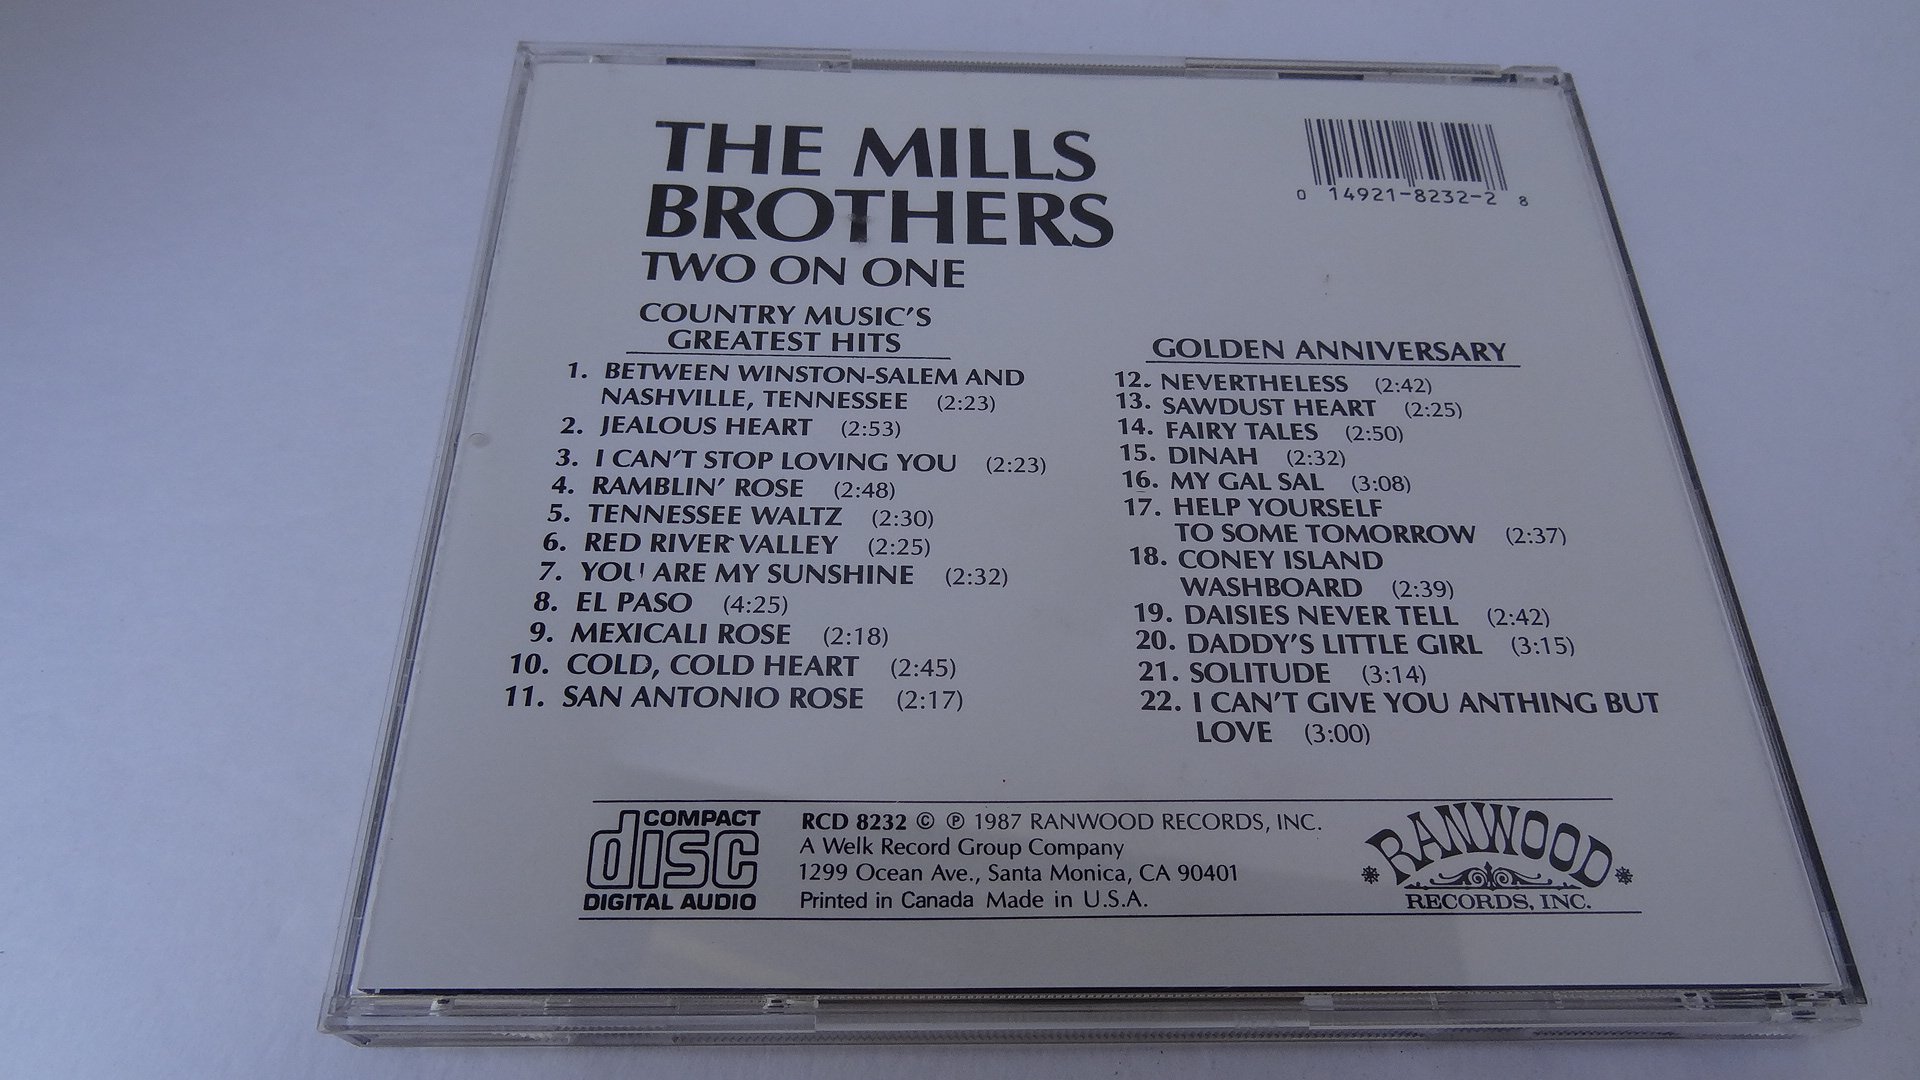 THE MILLS
BROTHERS
TWO ON ONE
0 14921-8232-2 8
COUNTRY MUSIC'S
GREATEST HITS
1. BETWEEN WINSTON-SALEM AND
NASHVILLE, TENNESSEE (2:23)
2. JEALOUS HEART (2:53)
3. I CAN'T STOP LOVING YOU (2:23)
4. RAMBLIN' ROSE (2:48)
5. TENNESSEE WALTZ (2:30)
6. RED RIVER VALLEY (2:25)
7. YOU ARE MY SUNSHINE (2:32)
8. EL PASO (4:25)
9. MEXICALI ROSE (2:18)
10. COLD, COLD HEART (2:45)
11. SAN ANTONIO ROSE (2:17)
GOLDEN ANNIVERSARY
12. NEVERTHELESS (2:42)
13. SAWDUST HEART (2:25)
14. FAIRY TALES (2:50)
15. DINAH (2:32)
16. MY GAL SAL (3:08)
17. HELP YOURSELF
TO SOME TOMORROW (2:37)
18. CONEY ISLAND
WASHBOARD (2:39)
19. DAISIES NEVER TELL (2:42)
20. DADDY'S LITTLE GIRL (3:15)
21. SOLITUDE (3:14)
22. I CAN'T GIVE YOU ANTHING BUT
LOVE (3:00)
COMPACT
disc
DIGITAL AUDIO
RCD 8232 © ℗ 1987 RANWOOD RECORDS, INC.
A Welk Record Group Company
1299 Ocean Ave., Santa Monica, CA 90401
Printed in Canada Made in U.S.A.
RANWOOD
RECORDS, INC.